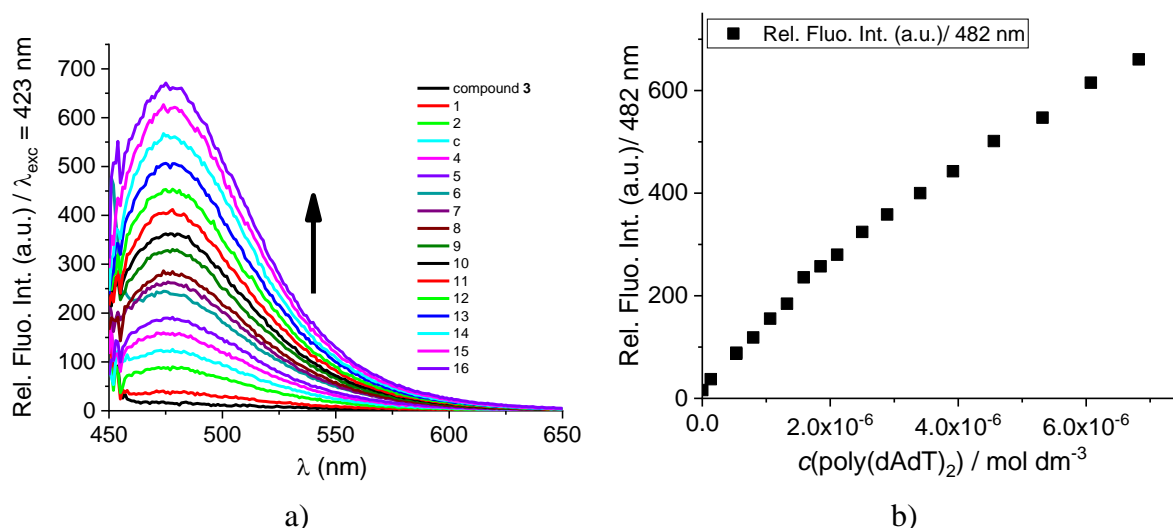 Rel. Fluo. Int. (a.u.) / λexc = 423 nm
700
600
500
400
300
200
100
0
450
500
550
600
650
λ (nm)
compound 3
1
2
c
4
5
6
7
8
9
10
11
12
13
14
15
16
a)
Rel. Fluo. Int. (a.u.)/ 482 nm
Rel. Fluo. Int. (a.u.)/ 482 nm
600
400
200
0
0.0
2.0x10⁻⁶
4.0x10⁻⁶
6.0x10⁻⁶
c(poly(dAdT)₂) / mol dm⁻³
b)